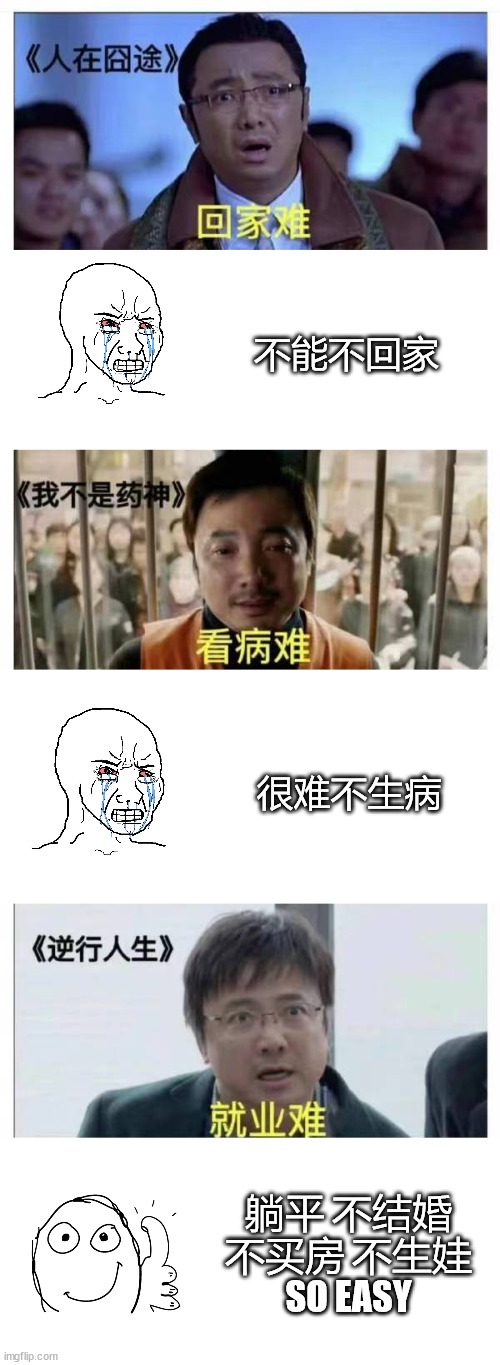 《人在囧途》
回家难
不能不回家
《我不是药神》
看病难
很难不生病
《逆行人生》
就业难
躺平 不结婚
不买房 不生娃
SO EASY
imgflip.com